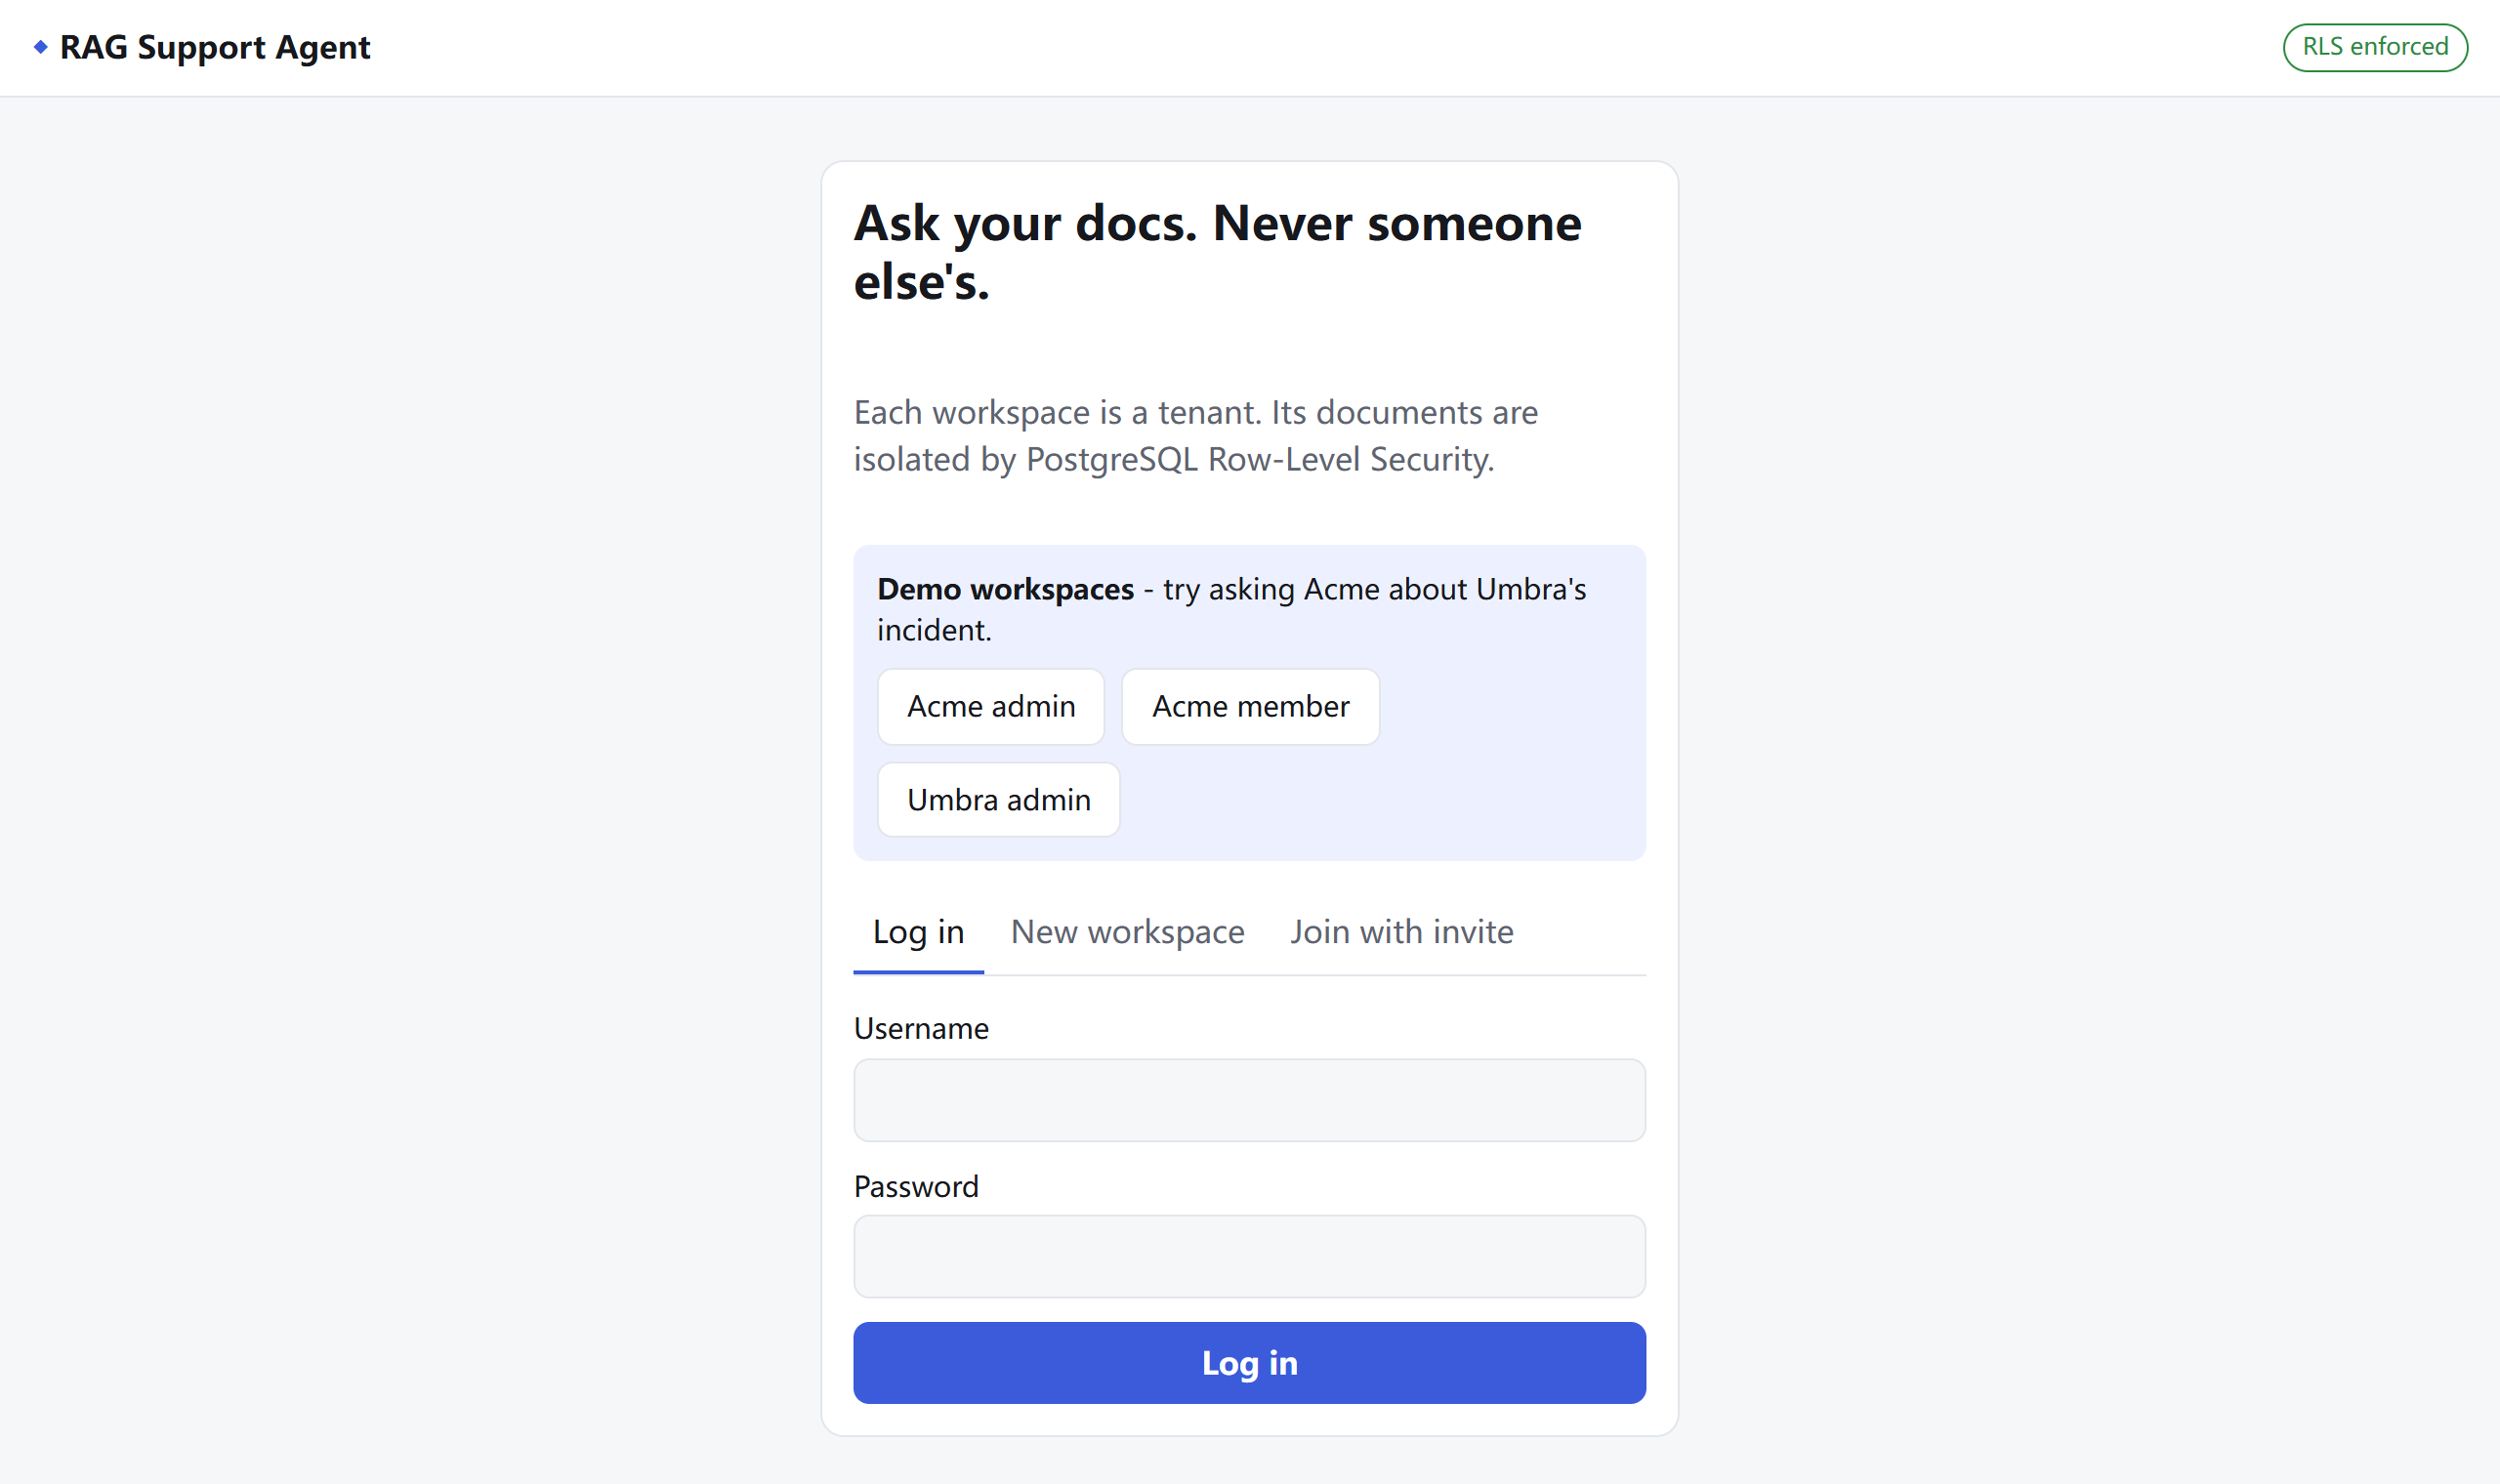 RAG Support Agent
RLS enforced
Ask your docs. Never someone
else's.
Each workspace is a tenant. Its documents are
isolated by PostgreSQL Row-Level Security.
Demo workspaces - try asking Acme about Umbra's
incident.
Acme admin
Acme member
Umbra admin
Log in
New workspace
Join with invite
Username
Password
Log in